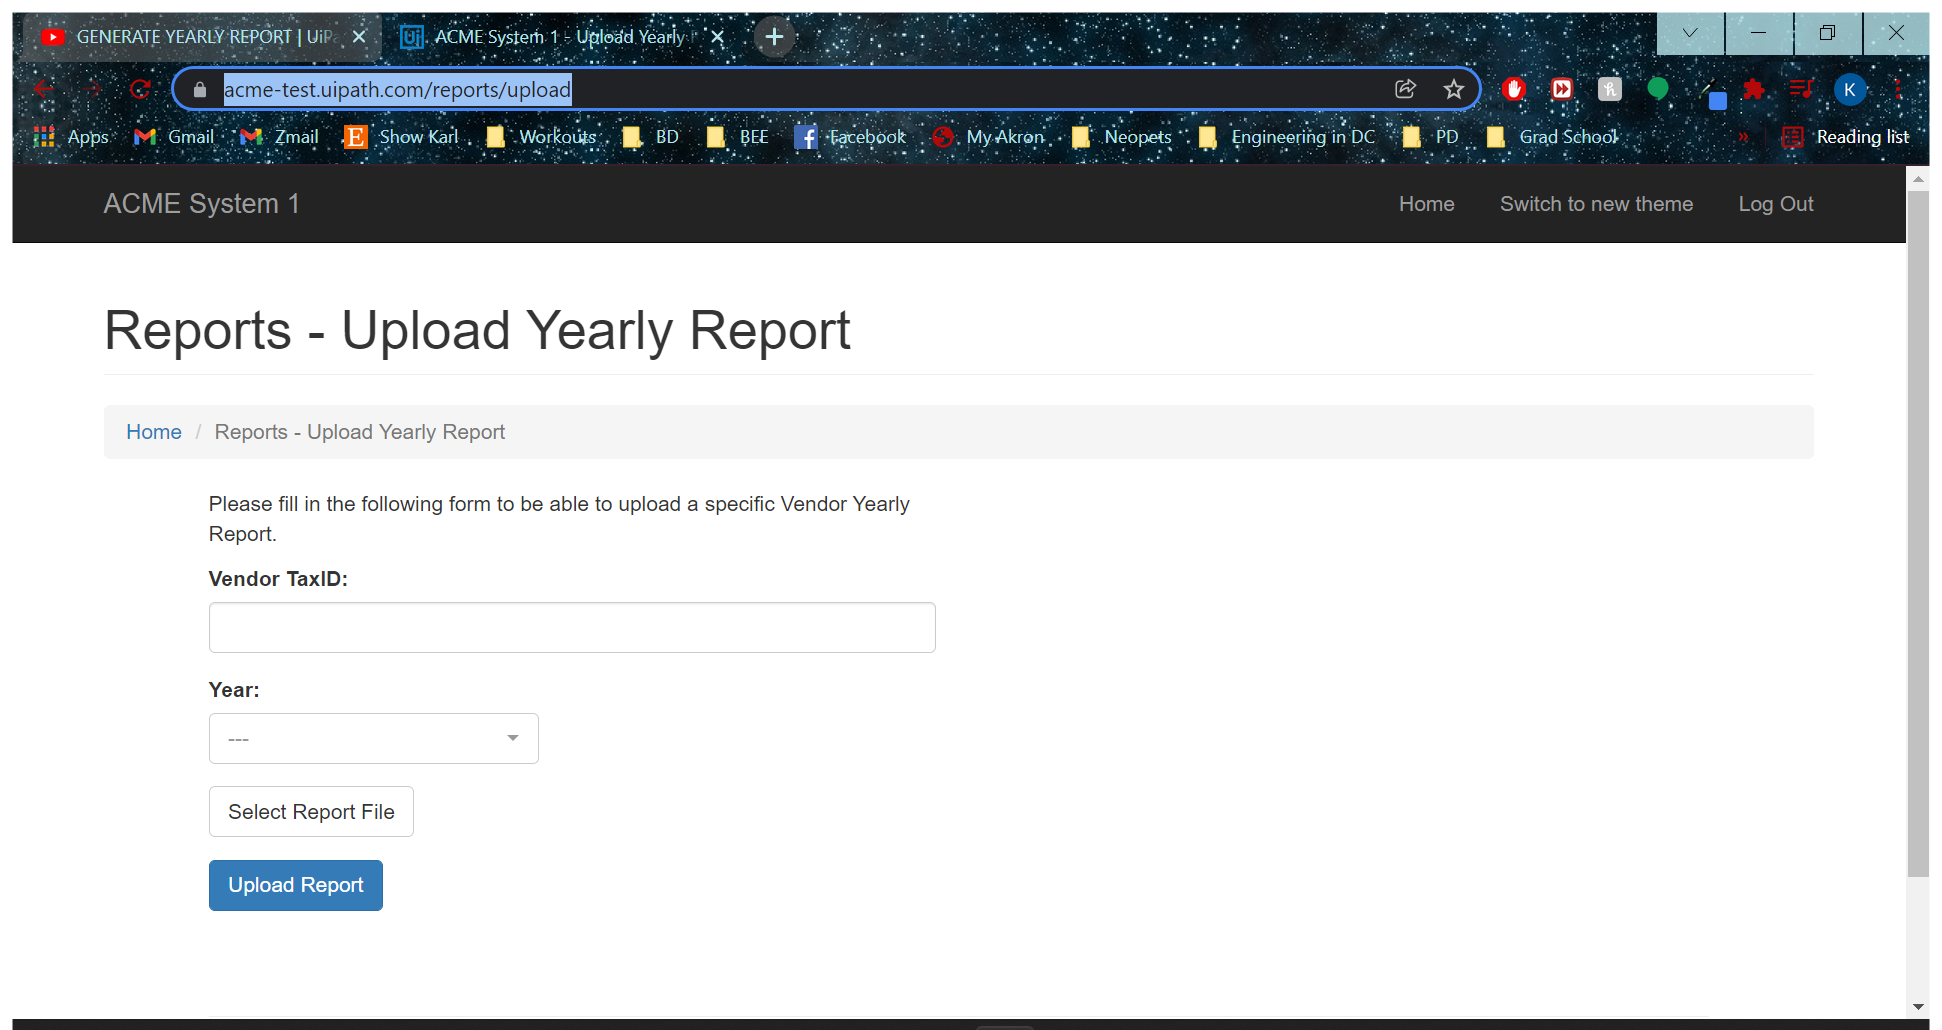 GENERATE YEARLY REPORT | UiPa
ACME System 1 - Upload Yearly
acme-test.uipath.com/reports/upload
K
Apps Gmail Zmail Show Karl Workouts BD BEE Facebook My Akron Neopets Engineering in DC PD Grad School » Reading list
ACME System 1 Home Switch to new theme Log Out
Reports - Upload Yearly Report
Home / Reports - Upload Yearly Report
Please fill in the following form to be able to upload a specific Vendor Yearly
Report.
Vendor TaxID:
Year:
---
Select Report File
Upload Report